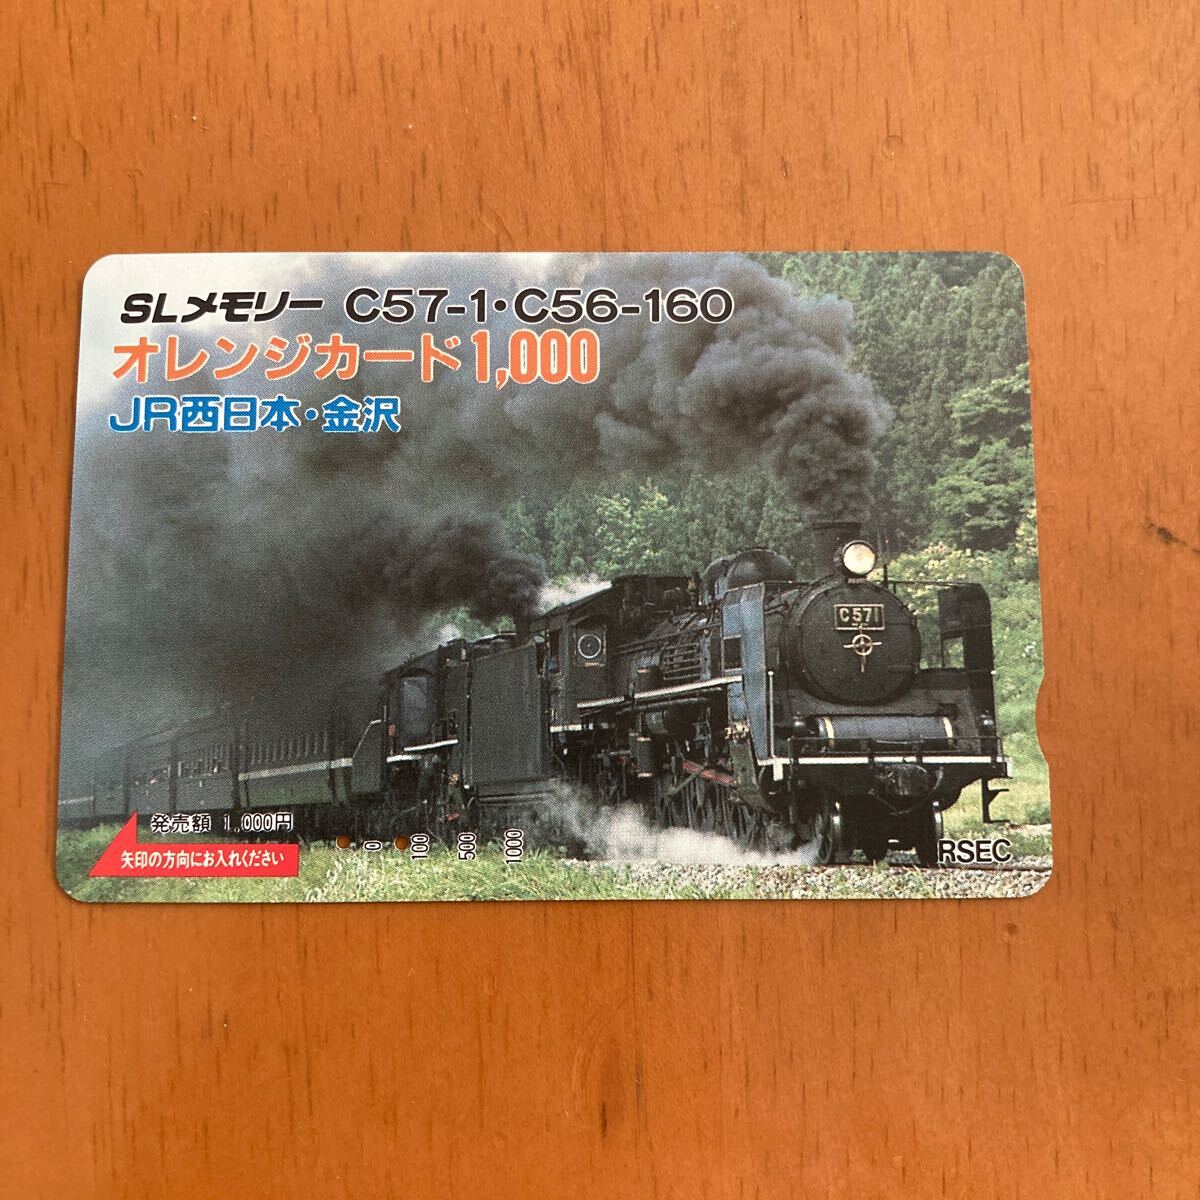 SLメモリー C57-1・C56-160
オレンジカード1,000
JR西日本・金沢
C571
発売額 1,000円
矢印の方向にお入れください
0 100 500 1000
RSEC